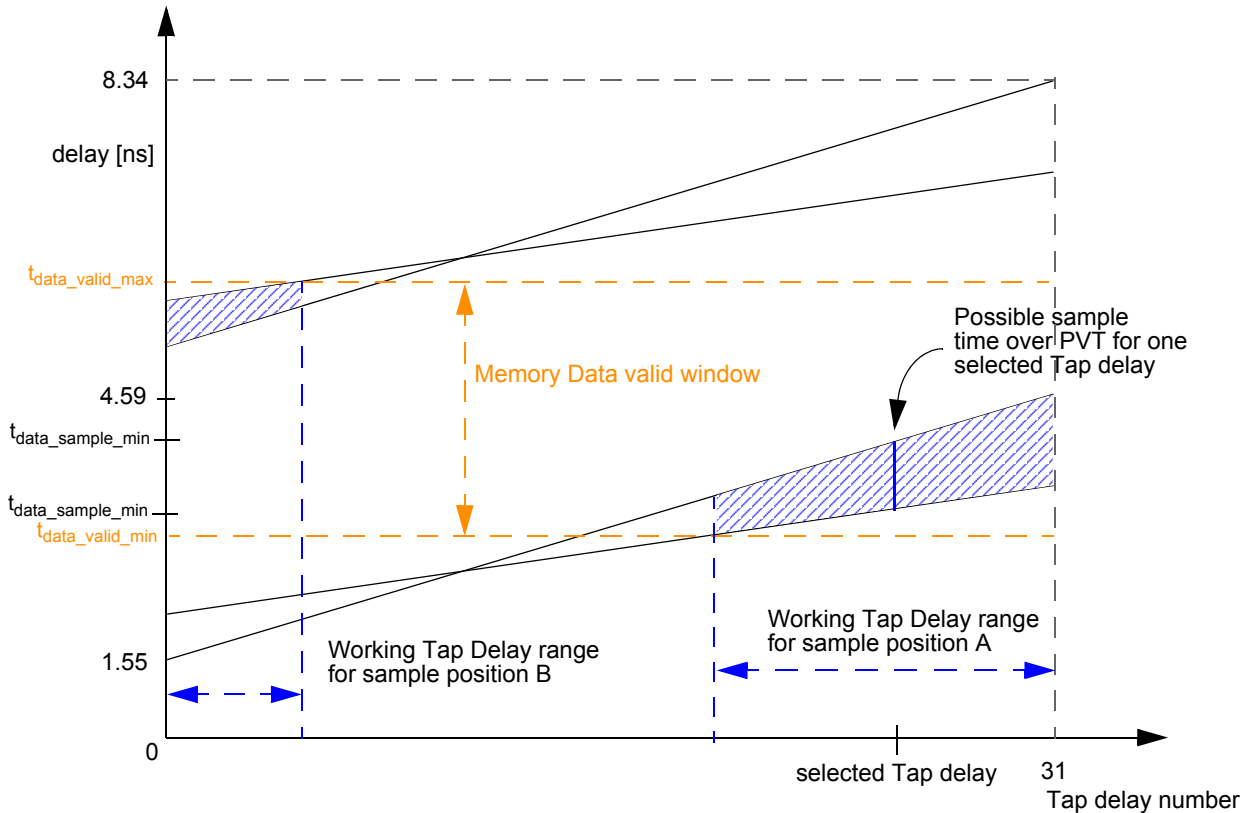 8.34
delay [ns]
tdata_valid_max
Possible sample
time over PVT for one
selected Tap delay
Memory Data valid window
4.59
tdata_sample_min
tdata_sample_min
tdata_valid_min
Working Tap Delay range
for sample position A
Working Tap Delay range
for sample position B
1.55
0
selected Tap delay
31
Tap delay number